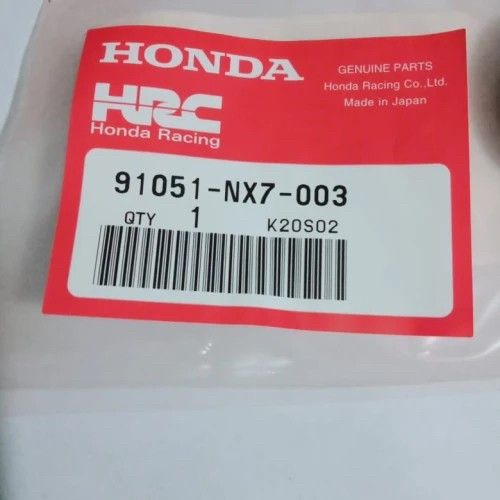 HONDA
GENUINE PARTS
Honda Racing Co.,Ltd.
Made in Japan
HRC
Honda Racing
91051-NX7-003
QTY 1 K20S02